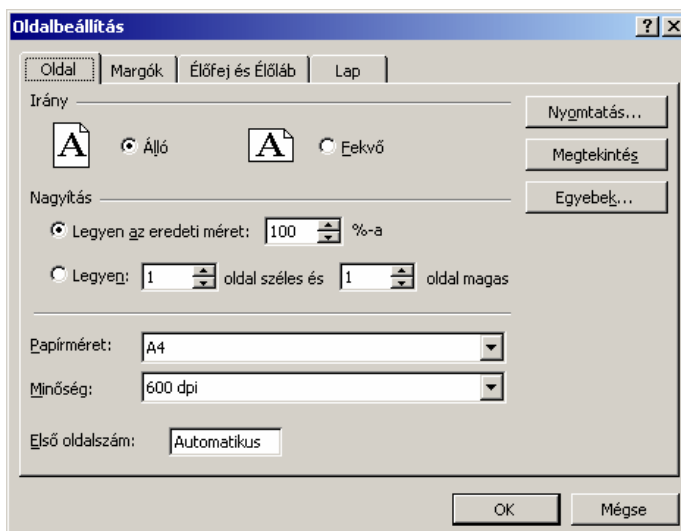 Oldalbeállítás
Oldal Margók Élőfej és Élőláb Lap
Irány
A Álló A Fekvő
Nyomtatás...
Megtekintés
Egyebek...
Nagyítás
Legyen az eredeti méret: 100 %-a
Legyen: 1 oldal széles és 1 oldal magas
Papírméret: A4
Minőség: 600 dpi
Első oldalszám: Automatikus
OK Mégse